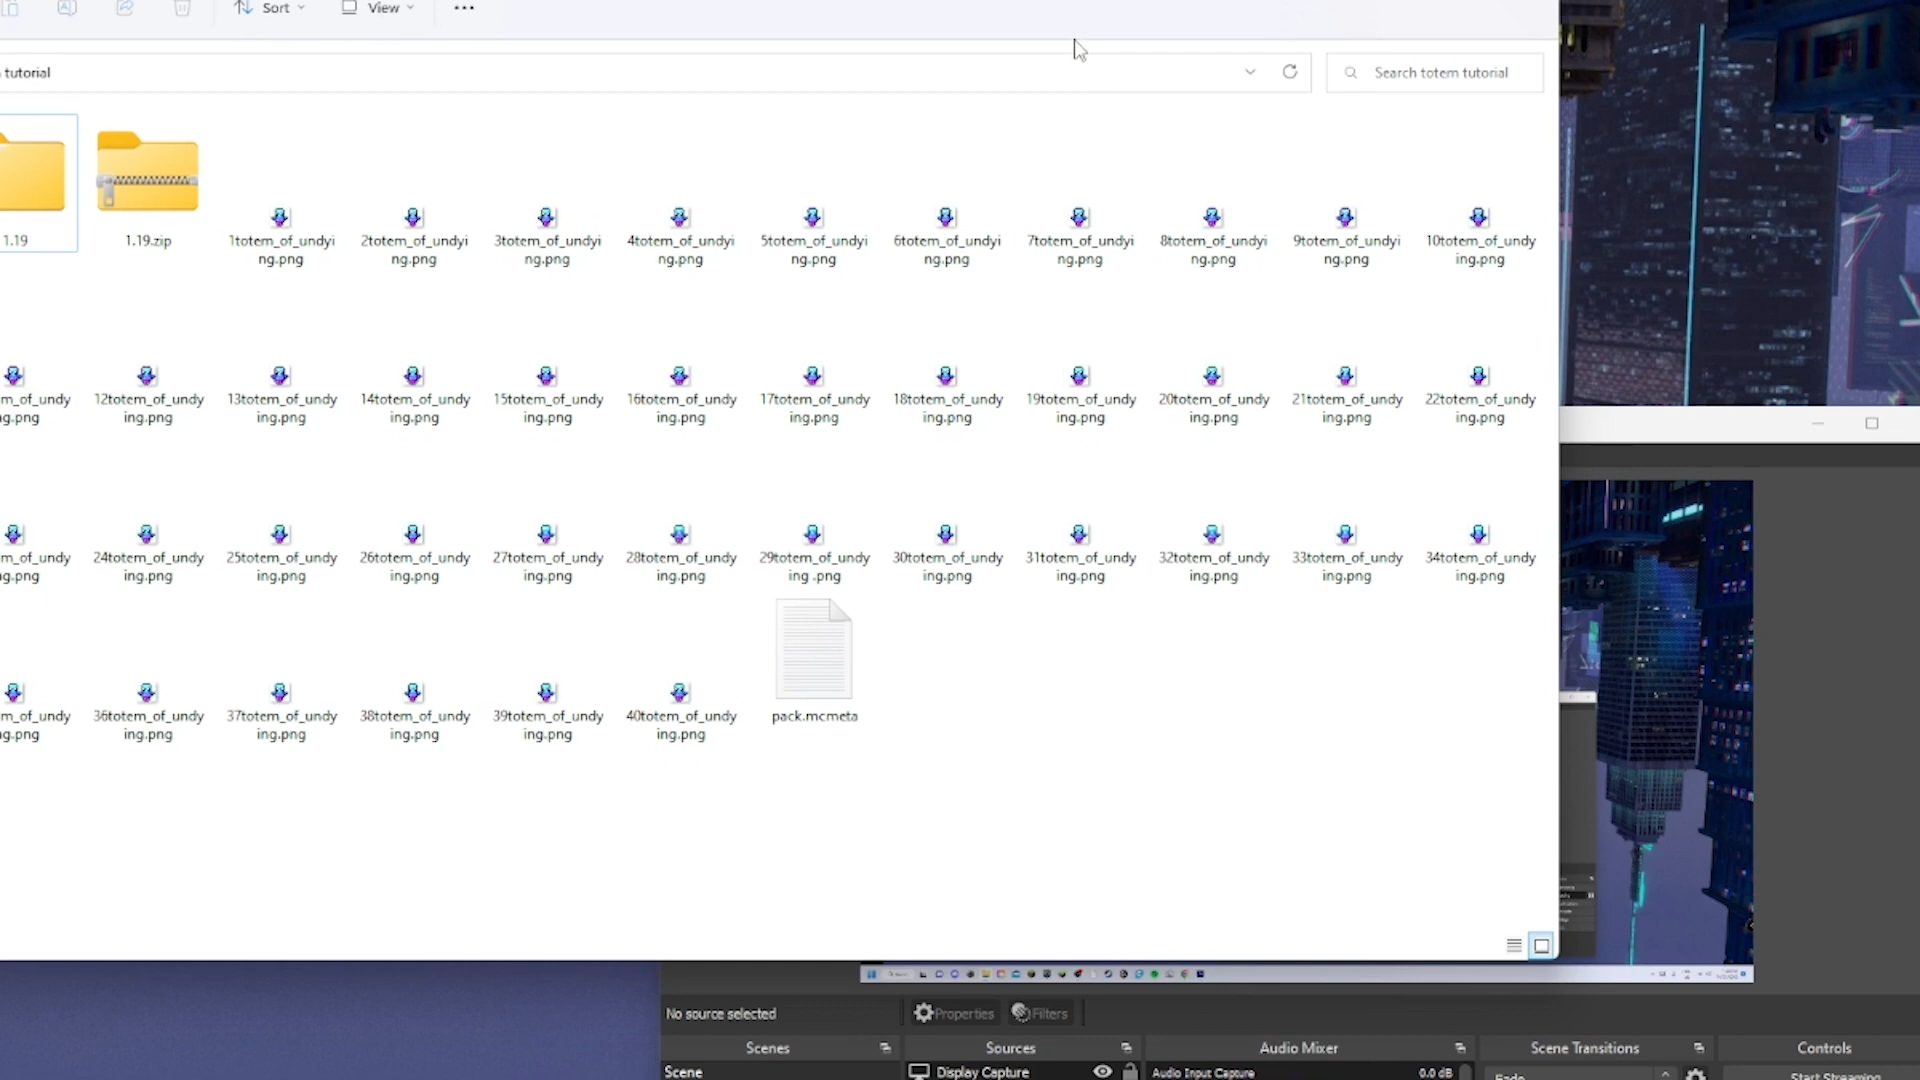 Sort
View
tutorial
Search totem tutorial
1.19
1.19.zip
1totem_of_undyi
ng.png
2totem_of_undyi
ng.png
3totem_of_undyi
ng.png
4totem_of_undyi
ng.png
5totem_of_undyi
ng.png
6totem_of_undyi
ng.png
7totem_of_undyi
ng.png
8totem_of_undyi
ng.png
9totem_of_undyi
ng.png
10totem_of_undy
ing.png
m_of_undy
g.png
12totem_of_undy
ing.png
13totem_of_undy
ing.png
14totem_of_undy
ing.png
15totem_of_undy
ing.png
16totem_of_undy
ing.png
17totem_of_undy
ing.png
18totem_of_undy
ing.png
19totem_of_undy
ing.png
20totem_of_undy
ing.png
21totem_of_undy
ing.png
22totem_of_undy
ing.png
m_of_undy
g.png
24totem_of_undy
ing.png
25totem_of_undy
ing.png
26totem_of_undy
ing.png
27totem_of_undy
ing.png
28totem_of_undy
ing.png
29totem_of_undy
ing .png
30totem_of_undy
ing.png
31totem_of_undy
ing.png
32totem_of_undy
ing.png
33totem_of_undy
ing.png
34totem_of_undy
ing.png
m_of_undy
g.png
36totem_of_undy
ing.png
37totem_of_undy
ing.png
38totem_of_undy
ing.png
39totem_of_undy
ing.png
40totem_of_undy
ing.png
pack.mcmeta
No source selected
Properties
Filters
Scenes
Sources
Audio Mixer
Scene Transitions
Controls
Scene
Display Capture
Audio Input Capture
0.0 dB
Fade
Start Streaming